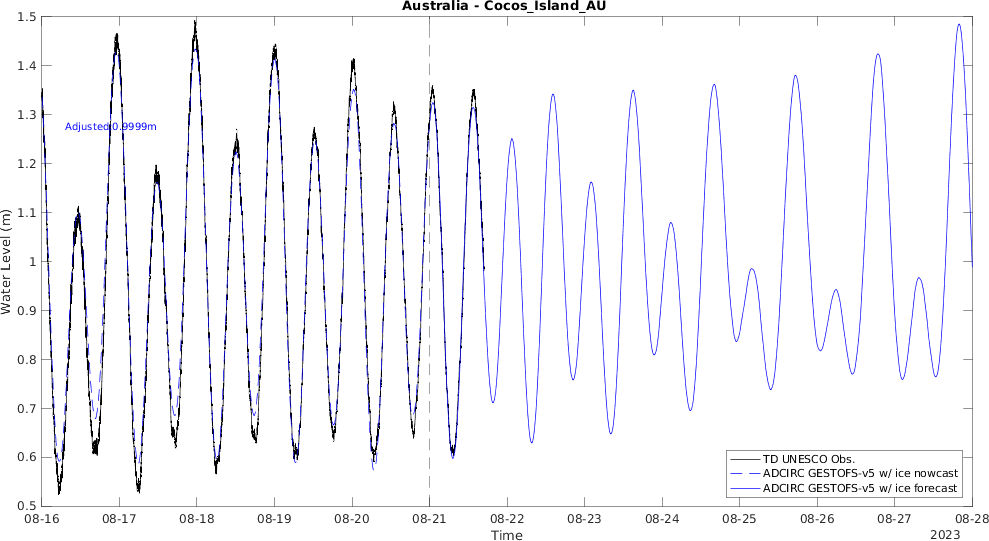 Australia - Cocos_Island_AU
1.5
1.4
1.3
1.2
1.1
1
0.9
0.8
0.7
0.6
0.5
Water Level (m)
Adjusted 0.9999m
TD UNESCO Obs.
ADCIRC GESTOFS-v5 w/ ice nowcast
ADCIRC GESTOFS-v5 w/ ice forecast
08-16 08-17 08-18 08-19 08-20 08-21 08-22 08-23 08-24 08-25 08-26 08-27 08-28
Time
2023